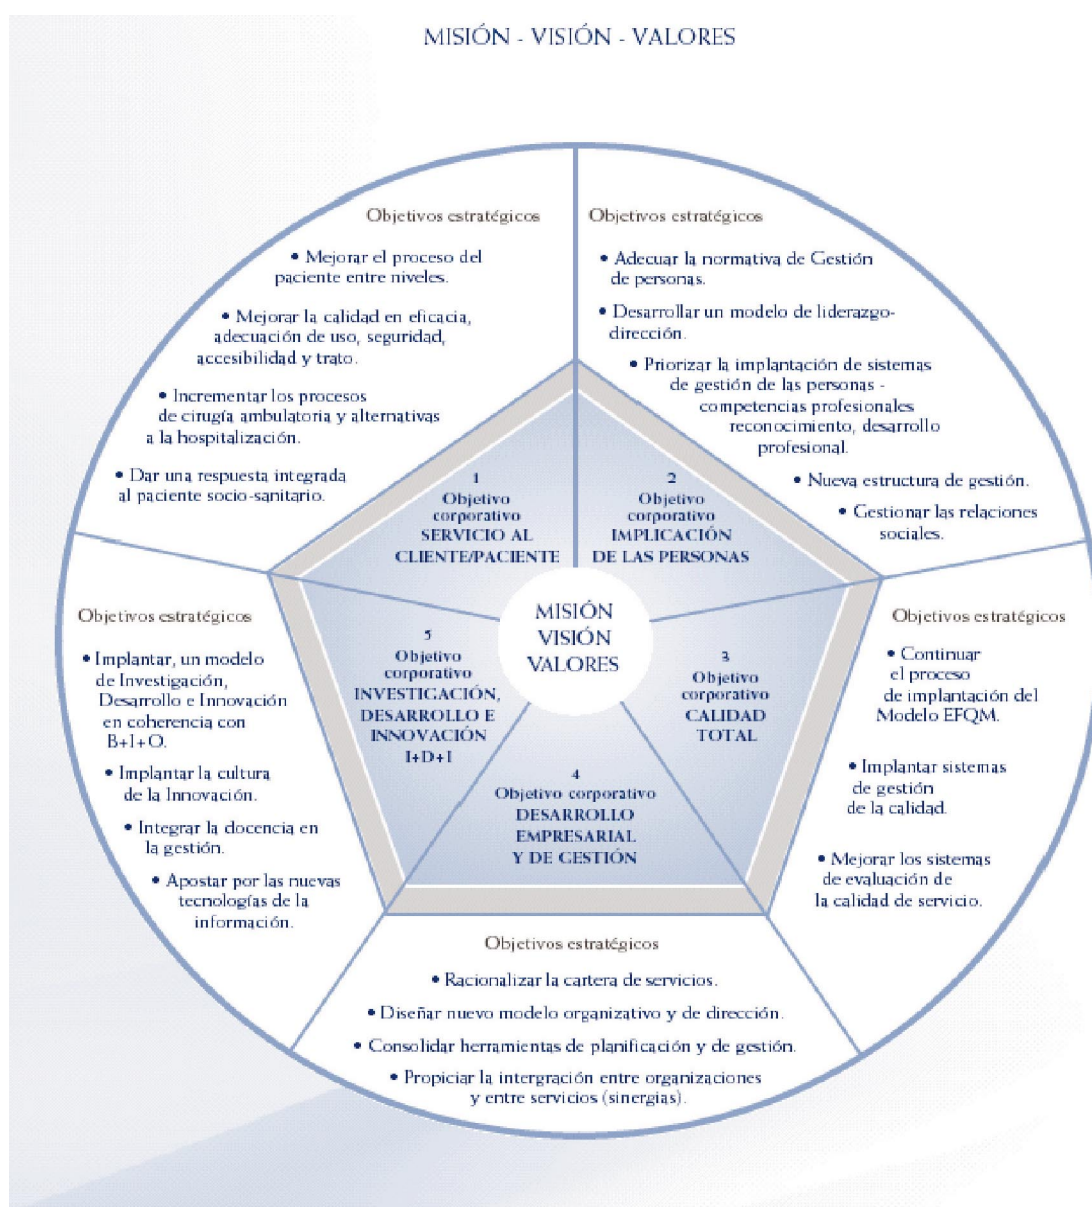 MISIÓN - VISIÓN - VALORES
Objetivos estratégicos
• Mejorar el proceso del
paciente entre niveles.
• Mejorar la calidad en eficacia,
adecuación de uso, seguridad,
accesibilidad y trato.
• Incrementar los procesos
de cirugía ambulatoria y alternativas
a la hospitalización.
• Dar una respuesta integrada
al paciente socio-sanitario.
1
Objetivo
corporativo
SERVICIO AL
CLIENTE/PACIENTE
Objetivos estratégicos
• Adecuar la normativa de Gestión
de personas.
• Desarrollar un modelo de liderazgo-
dirección.
• Priorizar la implantación de sistemas
de gestión de las personas -
competencias profesionales
reconocimiento, desarrollo
profesional.
• Nueva estructura de gestión.
• Gestionar las relaciones
sociales.
2
Objetivo
corporativo
IMPLICACIÓN
DE LAS PERSONAS
MISIÓN
VISIÓN
VALORES
3
Objetivo
corporativo
CALIDAD
TOTAL
Objetivos estratégicos
• Continuar
el proceso
de implantación del
Modelo EFQM.
• Implantar sistemas
de gestión
de la calidad.
• Mejorar los sistemas
de evaluación de
la calidad de servicio.
4
Objetivo corporativo
DESARROLLO
EMPRESARIAL
Y DE GESTIÓN
Objetivos estratégicos
• Racionalizar la cartera de servicios.
• Diseñar nuevo modelo organizativo y de dirección.
• Consolidar herramientas de planificación y de gestión.
• Propiciar la intergración entre organizaciones
y entre servicios (sinergias).
5
Objetivo
corporativo
INVESTIGACIÓN,
DESARROLLO E
INNOVACIÓN
I+D+I
Objetivos estratégicos
• Implantar, un modelo
de Investigación,
Desarrollo e Innovación
en coherencia con
B+I+O.
• Implantar la cultura
de la Innovación.
• Integrar la docencia en
la gestión.
• Apostar por las nuevas
tecnologías de la
información.